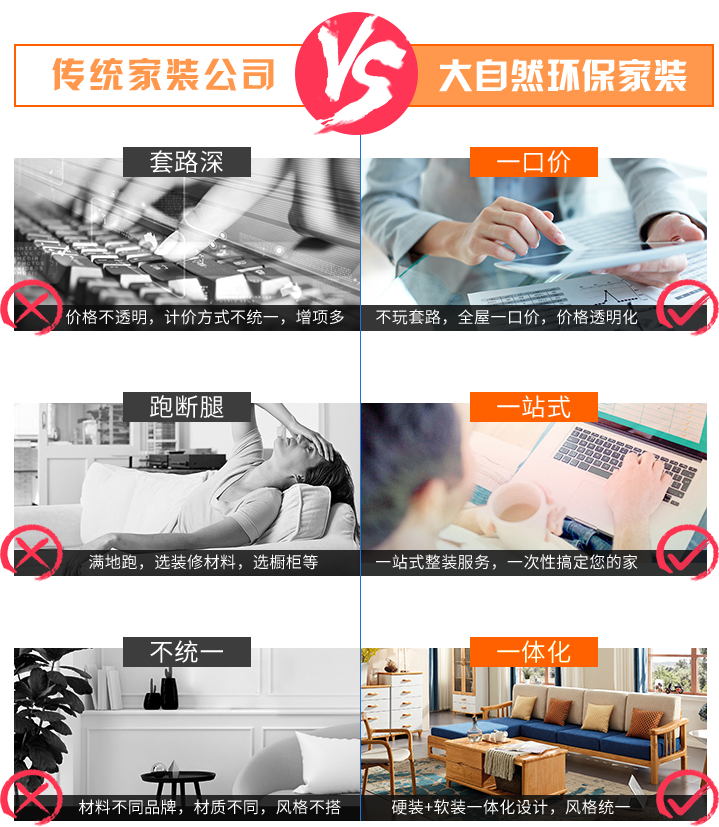 传统家装公司
VS
大自然环保家装
套路深
一口价
价格不透明，计价方式不统一，增项多
不玩套路，全屋一口价，价格透明化
跑断腿
一站式
满地跑，选装修材料，选橱柜等
一站式整装服务，一次性搞定您的家
不统一
一体化
材料不同品牌，材质不同，风格不搭
硬装+软装一体化设计，风格统一